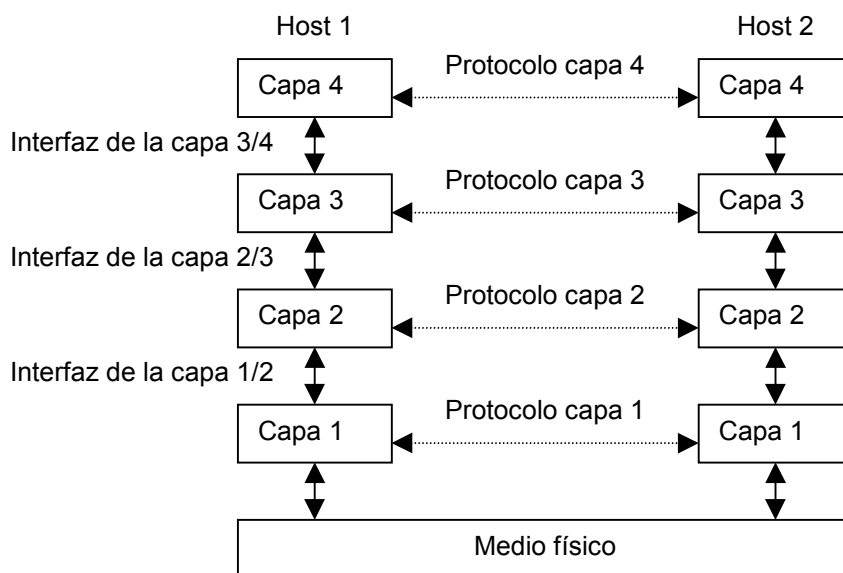 Host 1
Host 2
Capa 4
Protocolo capa 4
Capa 4
Interfaz de la capa 3/4
Capa 3
Protocolo capa 3
Capa 3
Interfaz de la capa 2/3
Capa 2
Protocolo capa 2
Capa 2
Interfaz de la capa 1/2
Capa 1
Protocolo capa 1
Capa 1
Medio físico